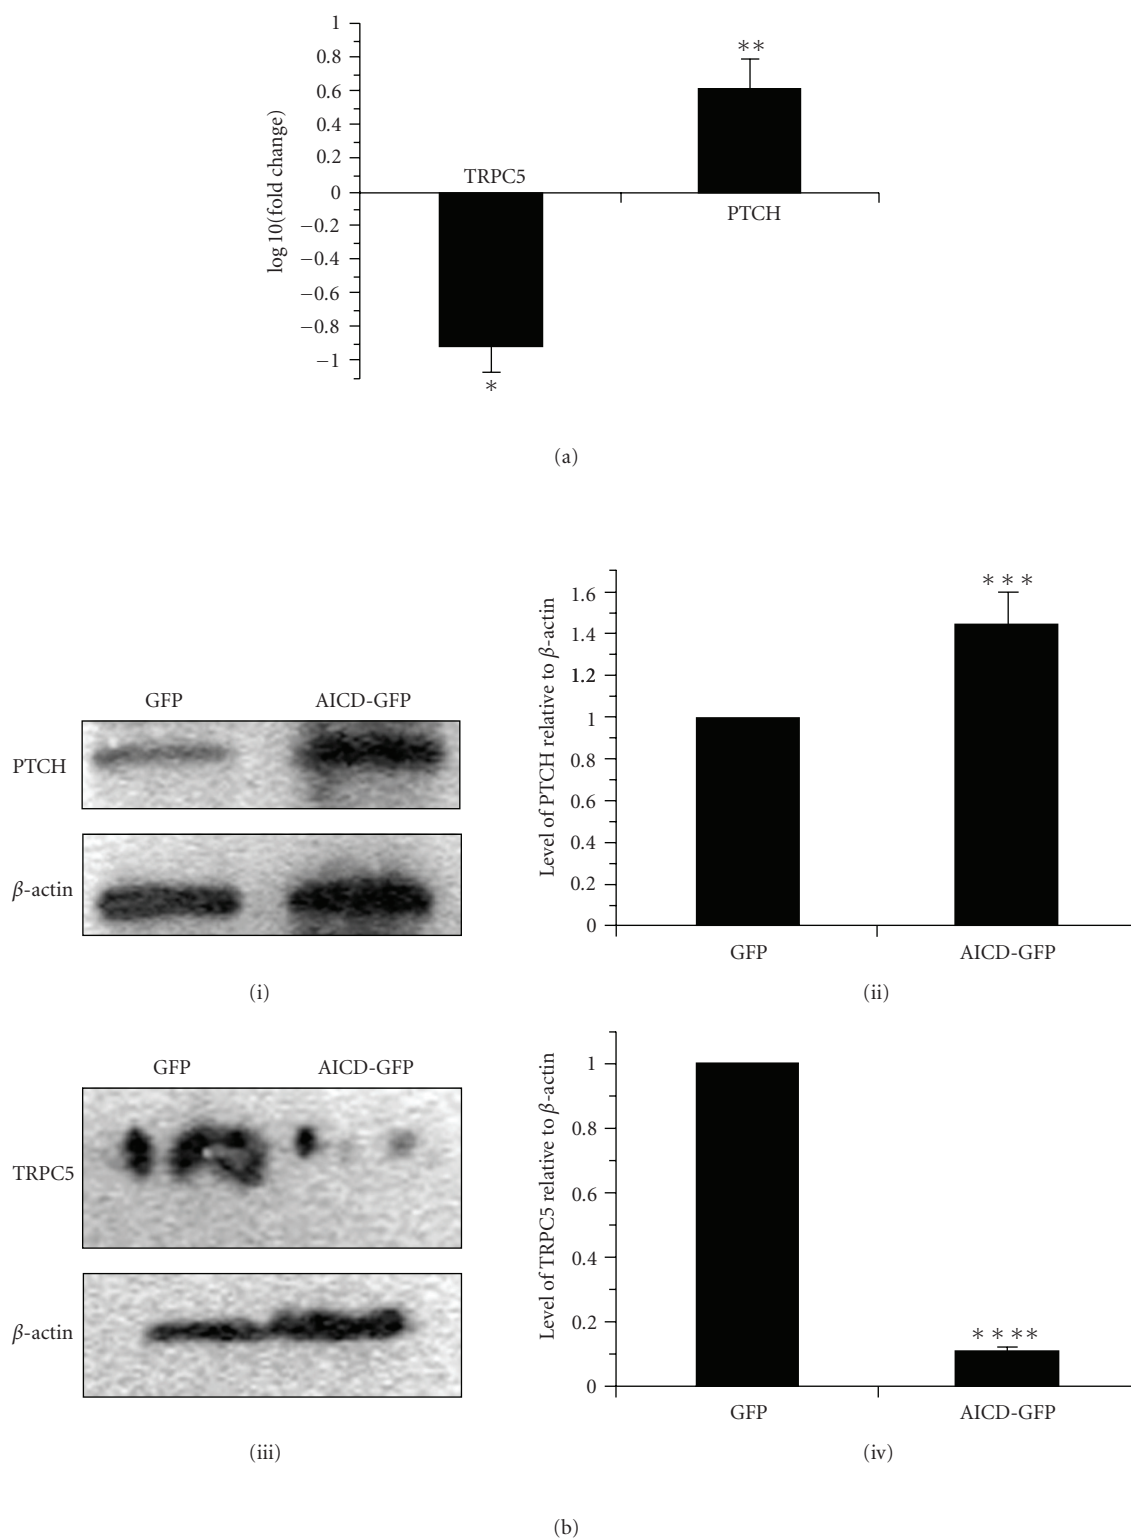 1
0.8
0.6
0.4
0.2
0
−0.2
−0.4
−0.6
−0.8
−1
log10(fold change)
TRPC5
*
**
PTCH
(a)
GFP AICD-GFP
PTCH
β-actin
(i)
Level of PTCH relative to β-actin
1.6
1.4
1.2
1
0.8
0.6
0.4
0.2
0
***
GFP AICD-GFP
(ii)
GFP AICD-GFP
TRPC5
β-actin
(iii)
Level of TRPC5 relative to β-actin
1
0.8
0.6
0.4
0.2
0
****
GFP AICD-GFP
(iv)
(b)